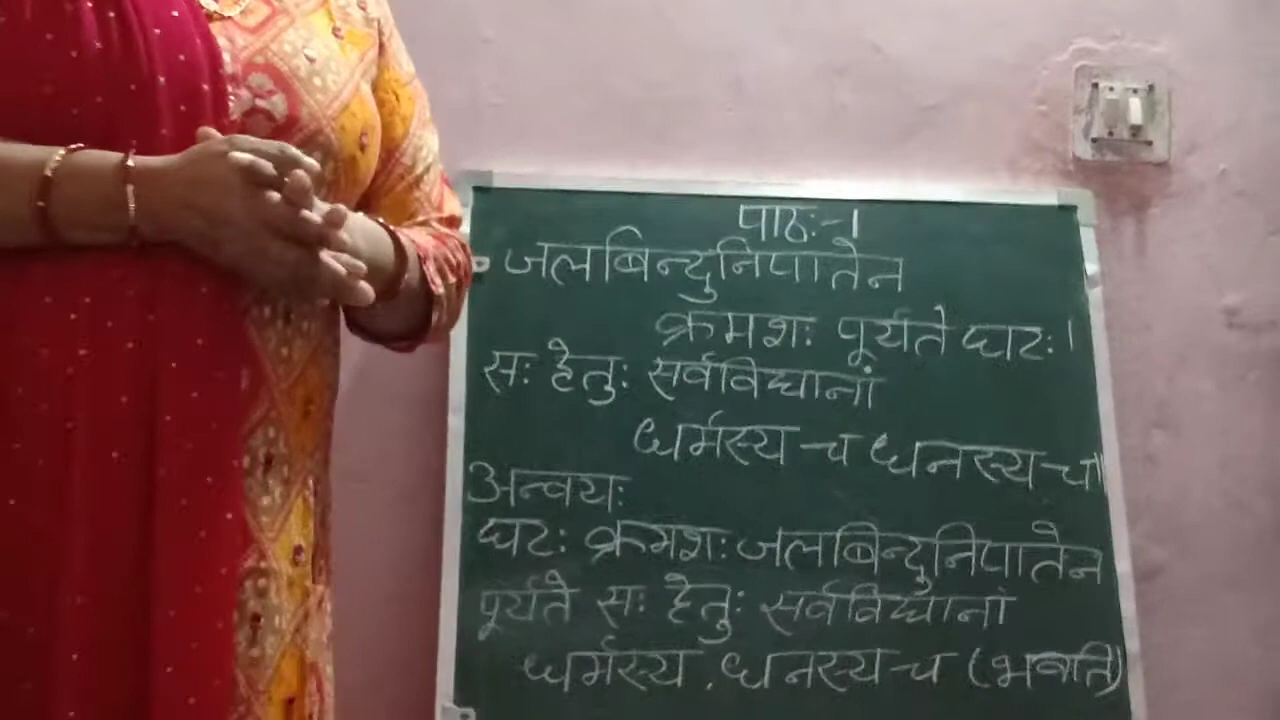 पाठः-।
जलबिन्दुनिपातेन
क्रमशः पूर्यते घटः।
सः हेतुः सर्वविद्यानां
धर्मस्य च धनस्य च॥
अन्वयः
घटः क्रमशः जलबिन्दुनिपातेन
पूर्यते सः हेतुः सर्वविद्यानां
धर्मस्य . धनस्य च (भवति)